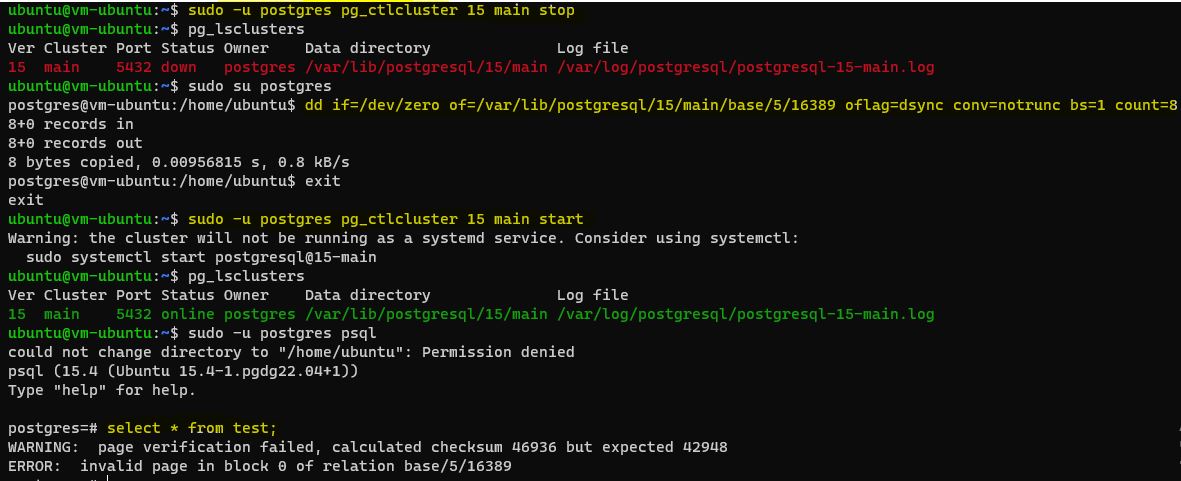 ubuntu@vm-ubuntu:~$ sudo -u postgres pg_ctlcluster 15 main stop
ubuntu@vm-ubuntu:~$ pg_lsclusters
Ver Cluster Port Status Owner    Data directory              Log file
15  main    5432 down   postgres /var/lib/postgresql/15/main /var/log/postgresql/postgresql-15-main.log
ubuntu@vm-ubuntu:~$ sudo su postgres
postgres@vm-ubuntu:/home/ubuntu$ dd if=/dev/zero of=/var/lib/postgresql/15/main/base/5/16389 oflag=dsync conv=notrunc bs=1 count=8
8+0 records in
8+0 records out
8 bytes copied, 0.00956815 s, 0.8 kB/s
postgres@vm-ubuntu:/home/ubuntu$ exit
exit
ubuntu@vm-ubuntu:~$ sudo -u postgres pg_ctlcluster 15 main start
Warning: the cluster will not be running as a systemd service. Consider using systemctl:
  sudo systemctl start postgresql@15-main
ubuntu@vm-ubuntu:~$ pg_lsclusters
Ver Cluster Port Status Owner    Data directory              Log file
15  main    5432 online postgres /var/lib/postgresql/15/main /var/log/postgresql/postgresql-15-main.log
ubuntu@vm-ubuntu:~$ sudo -u postgres psql
could not change directory to "/home/ubuntu": Permission denied
psql (15.4 (Ubuntu 15.4-1.pgdg22.04+1))
Type "help" for help.

postgres=# select * from test;
WARNING:  page verification failed, calculated checksum 46936 but expected 42948
ERROR:  invalid page in block 0 of relation base/5/16389